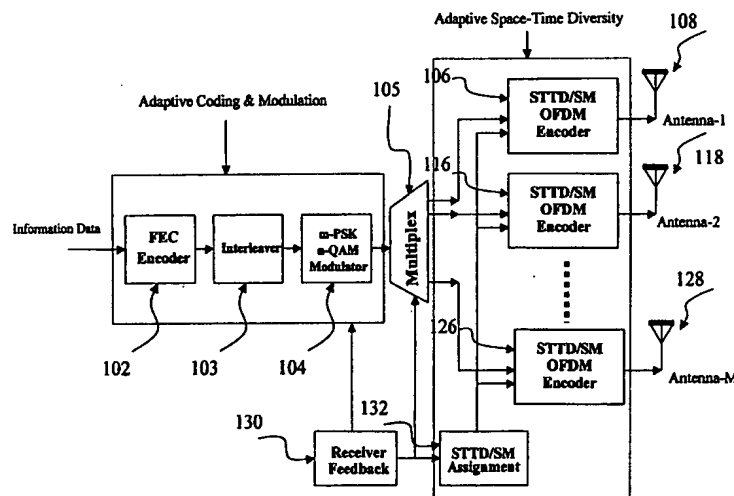 Adaptive Space-Time Diversity
108
106
STTD/SM
OFDM
Encoder
Antenna-1
Adaptive Coding & Modulation
105
118
116
STTD/SM
OFDM
Encoder
Antenna-2
Information Data
FEC
Encoder
Interleaver
m-PSK
n-QAM
Modulator
Multiplex
128
126
STTD/SM
OFDM
Encoder
Antenna-M
102
103
104
132
130
Receiver
Feedback
STTD/SM
Assignment